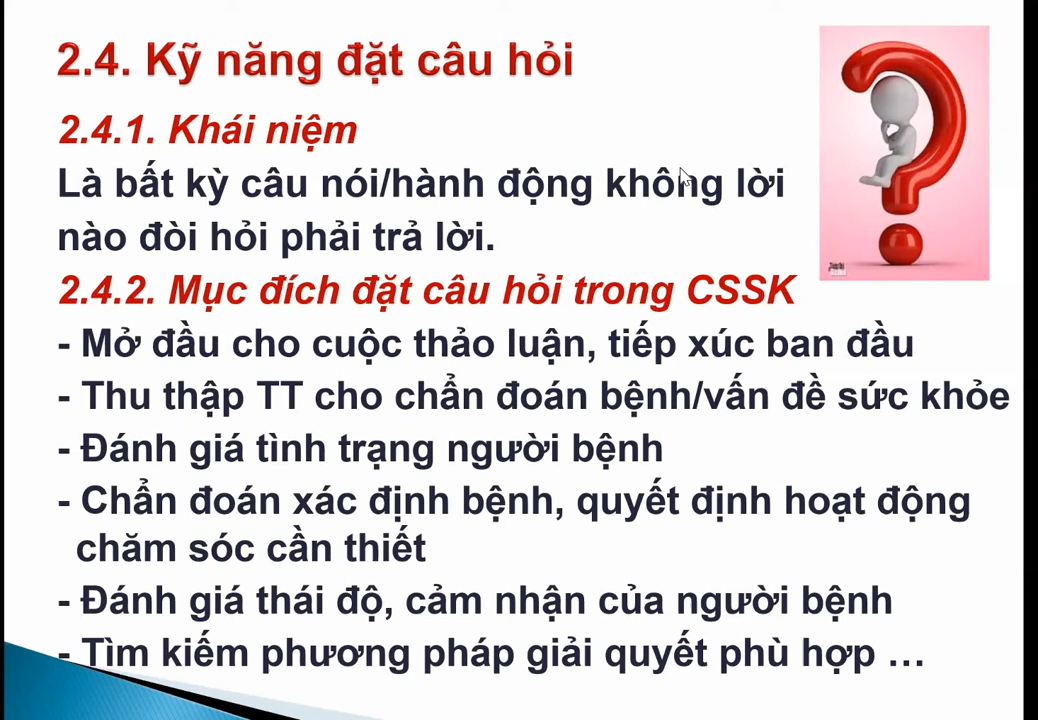 2.4. Kỹ năng đặt câu hỏi
2.4.1. Khái niệm
Là bất kỳ câu nói/hành động không lời
nào đòi hỏi phải trả lời.
2.4.2. Mục đích đặt câu hỏi trong CSSK
- Mở đầu cho cuộc thảo luận, tiếp xúc ban đầu
- Thu thập TT cho chẩn đoán bệnh/vấn đề sức khỏe
- Đánh giá tình trạng người bệnh
- Chẩn đoán xác định bệnh, quyết định hoạt động
chăm sóc cần thiết
- Đánh giá thái độ, cảm nhận của người bệnh
- Tìm kiếm phương pháp giải quyết phù hợp ...